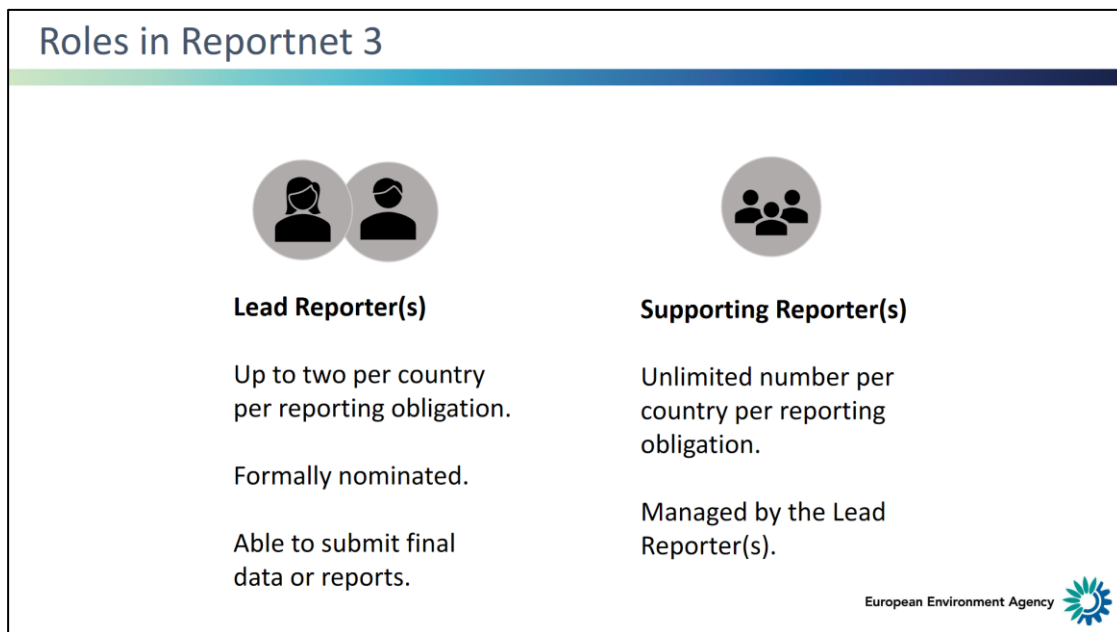 Roles in Reportnet 3
Lead Reporter(s)
Up to two per country
per reporting obligation.
Formally nominated.
Able to submit final
data or reports.
Supporting Reporter(s)
Unlimited number per
country per reporting
obligation.
Managed by the Lead
Reporter(s).
European Environment Agency